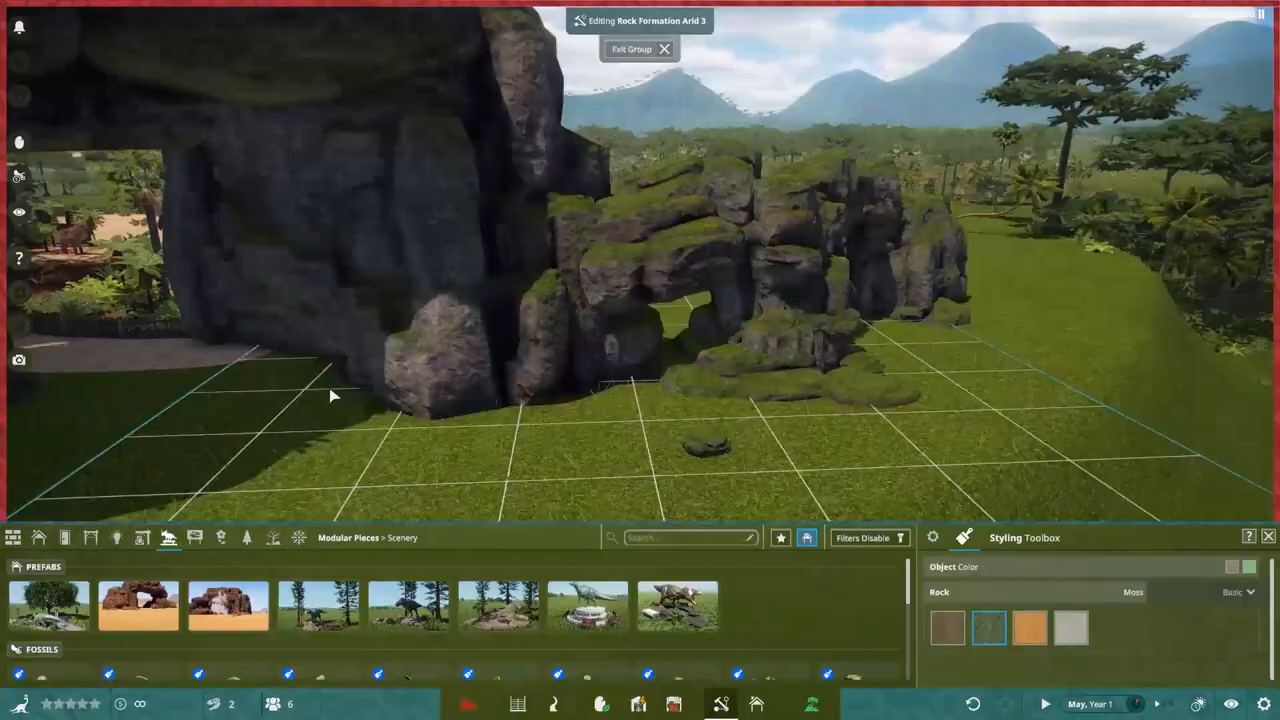 Editing Rock Formation Arid 3
Exit Group
?
Modular Pieces > Scenery
Search...
Filters Disable
Styling Toolbox
?
PREFABS
Object Color
Rock
Moss
Basic
FOSSILS
∞
2
6
May, Year 1